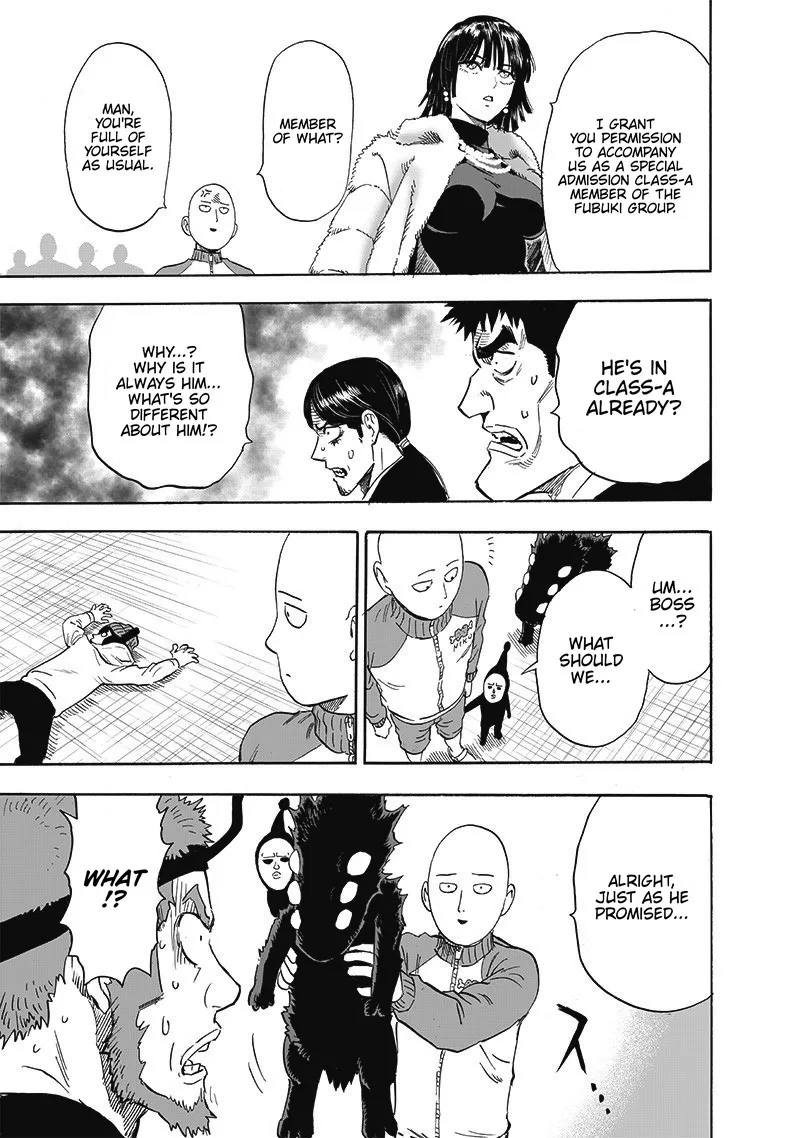 I GRANT
YOU PERMISSION
TO ACCOMPANY
US AS A SPECIAL
ADMISSION CLASS-A
MEMBER OF THE
FUBUKI GROUP.
MEMBER
OF WHAT?
MAN,
YOU'RE
FULL OF
YOURSELF
AS USUAL.
HE'S IN
CLASS-A
ALREADY?
WHY...?
WHY IS IT
ALWAYS HIM...
WHAT'S SO
DIFFERENT
ABOUT HIM!?
UM...
BOSS
...?
WHAT
SHOULD
WE...
NIKU
ALRIGHT,
JUST AS HE
PROMISED...
ス...
WHAT
!?